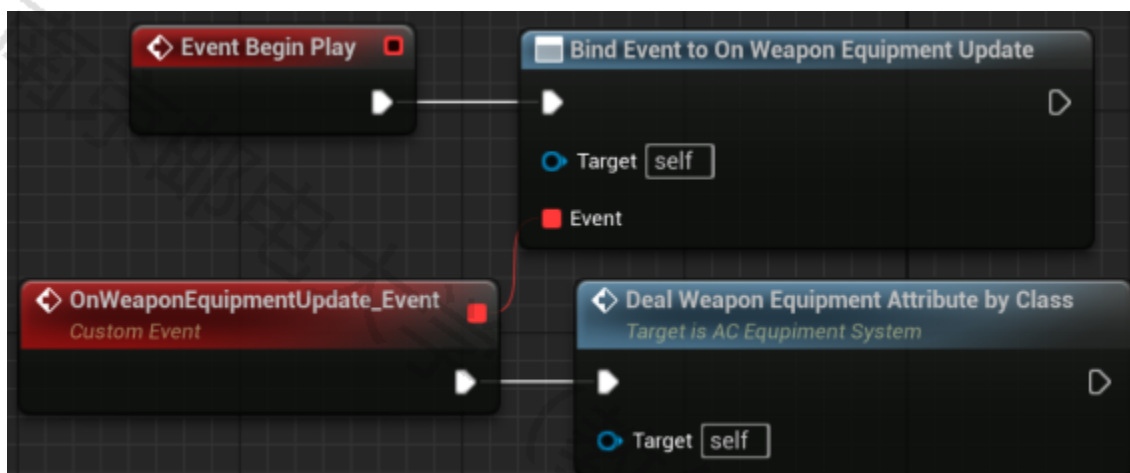 Event Begin Play
Bind Event to On Weapon Equipment Update
Target self
Event
OnWeaponEquipmentUpdate_Event
Custom Event
Deal Weapon Equipment Attribute by Class
Target is AC Equpiment System
Target self